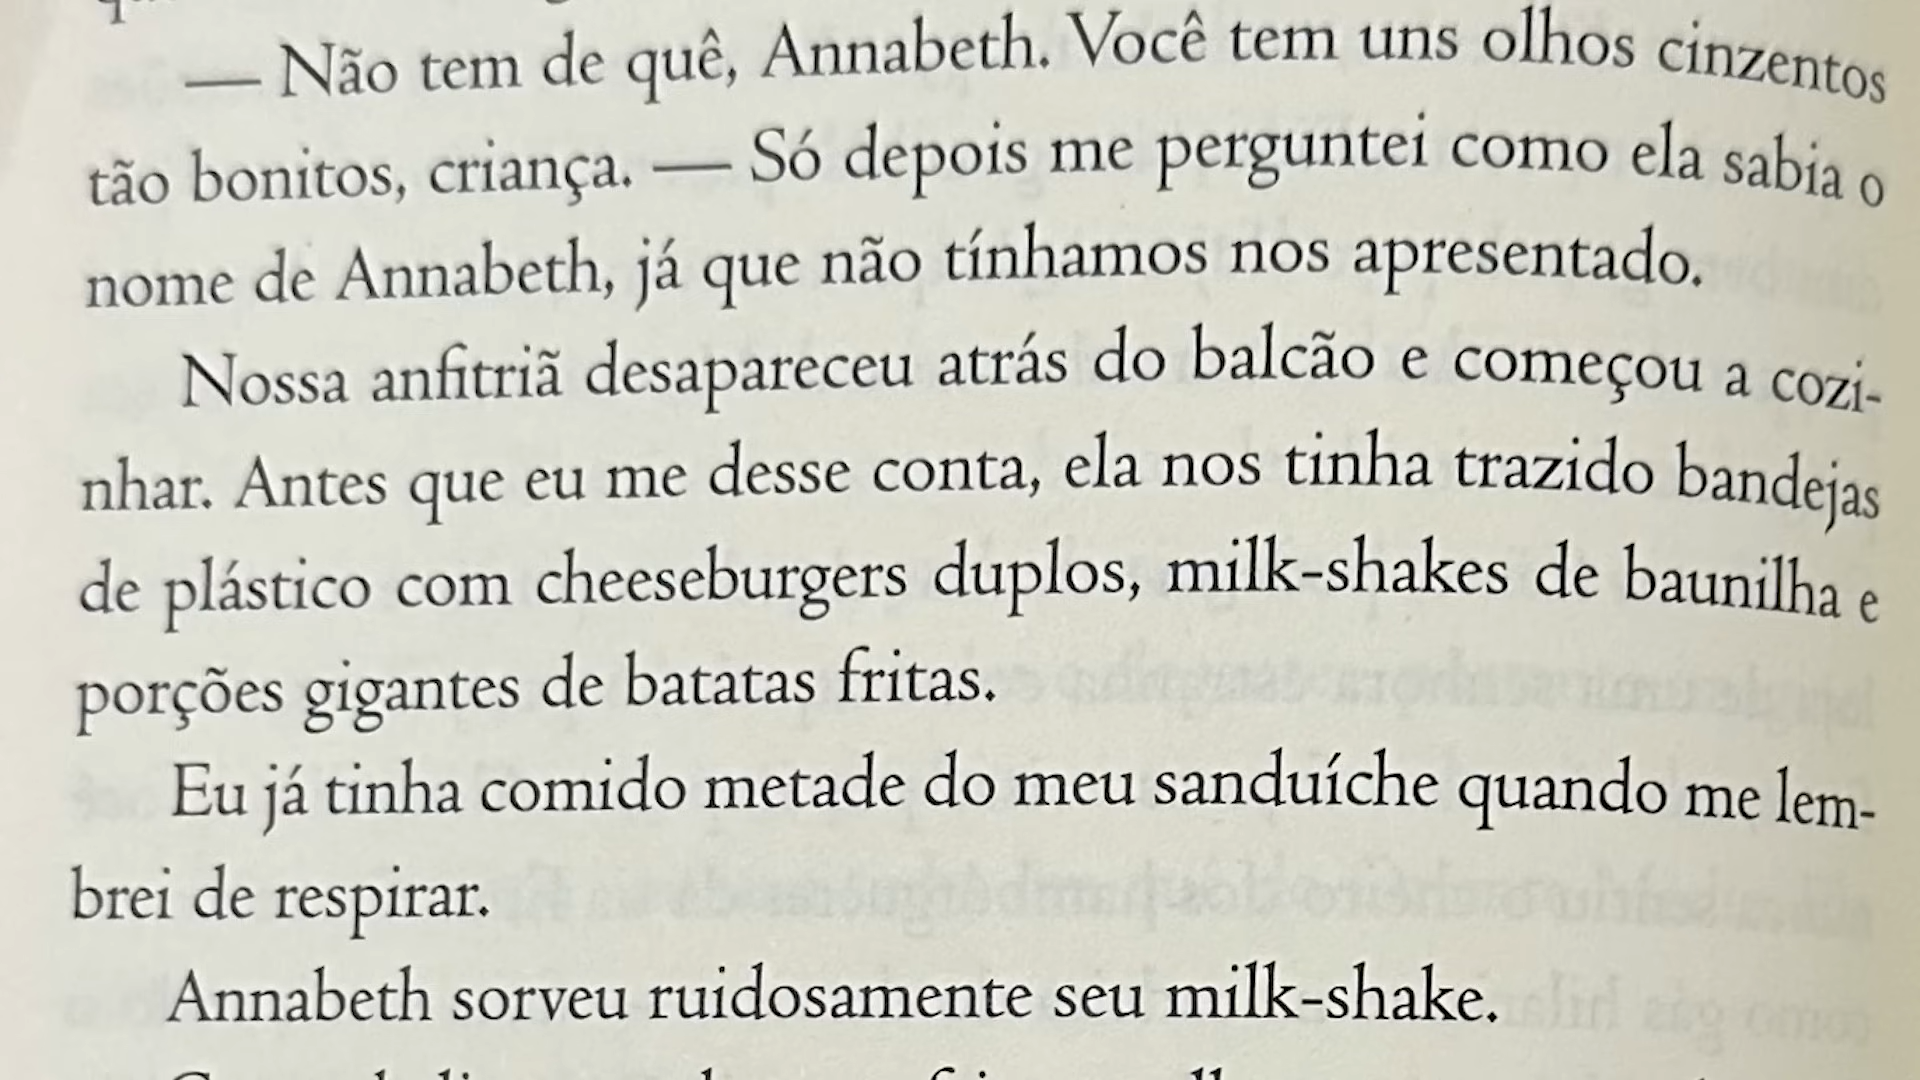 — Não tem de quê, Annabeth. Você tem uns olhos cinzentos
tão bonitos, criança. — Só depois me perguntei como ela sabia o
nome de Annabeth, já que não tínhamos nos apresentado.
Nossa anfitriã desapareceu atrás do balcão e começou a cozi-
nhar. Antes que eu me desse conta, ela nos tinha trazido bandejas
de plástico com cheeseburgers duplos, milk-shakes de baunilha e
porções gigantes de batatas fritas.
Eu já tinha comido metade do meu sanduíche quando me lem-
brei de respirar.
Annabeth sorveu ruidosamente seu milk-shake.